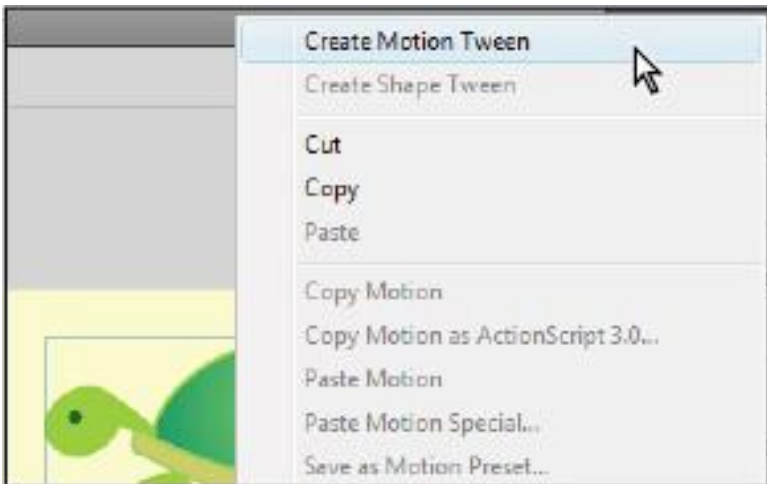 Create Motion Tween
Create Shape Tween
Cut
Copy
Paste
Copy Motion
Copy Motion as ActionScript 3.0...
Paste Motion
Paste Motion Special...
Save as Motion Preset...